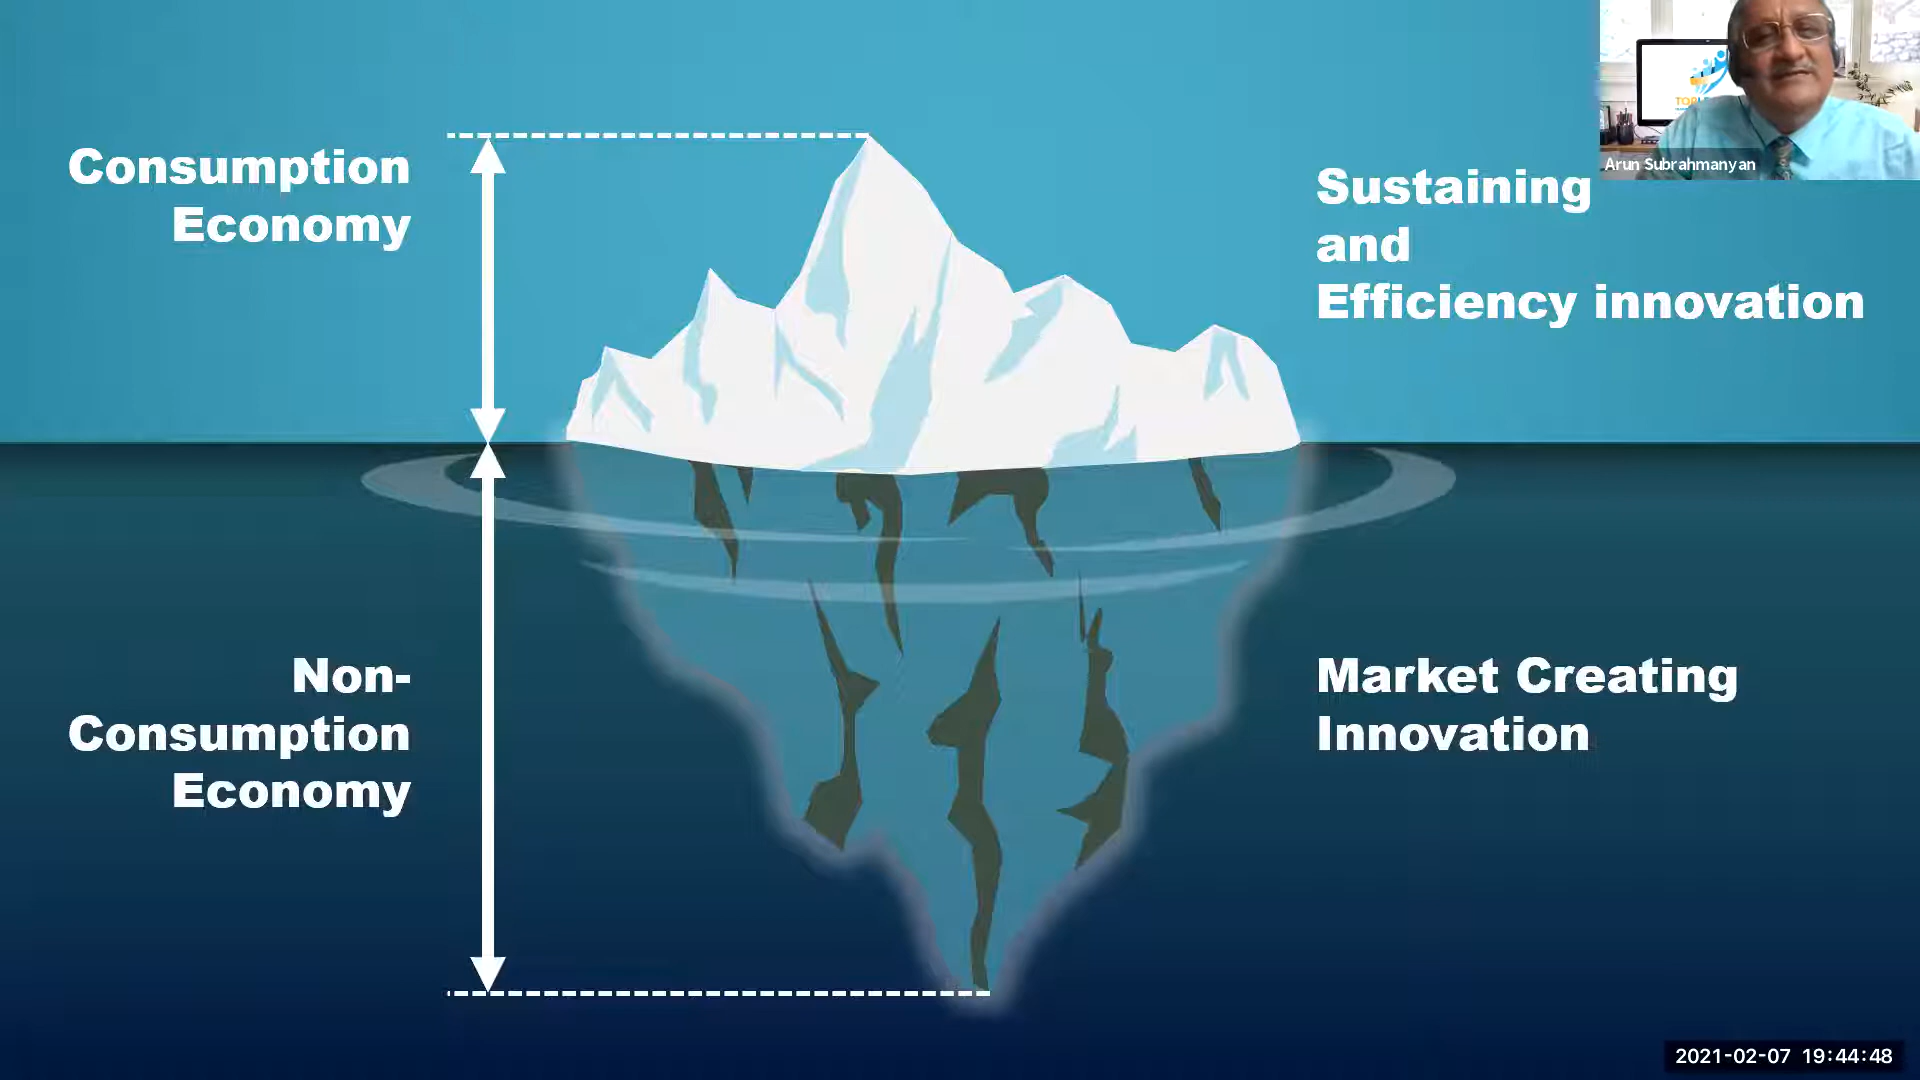 Consumption
Economy
Sustaining
and
Efficiency innovation
Arun Subrahmanyan
Non-
Consumption
Economy
Market Creating
Innovation
2021-02-07 19:44:48